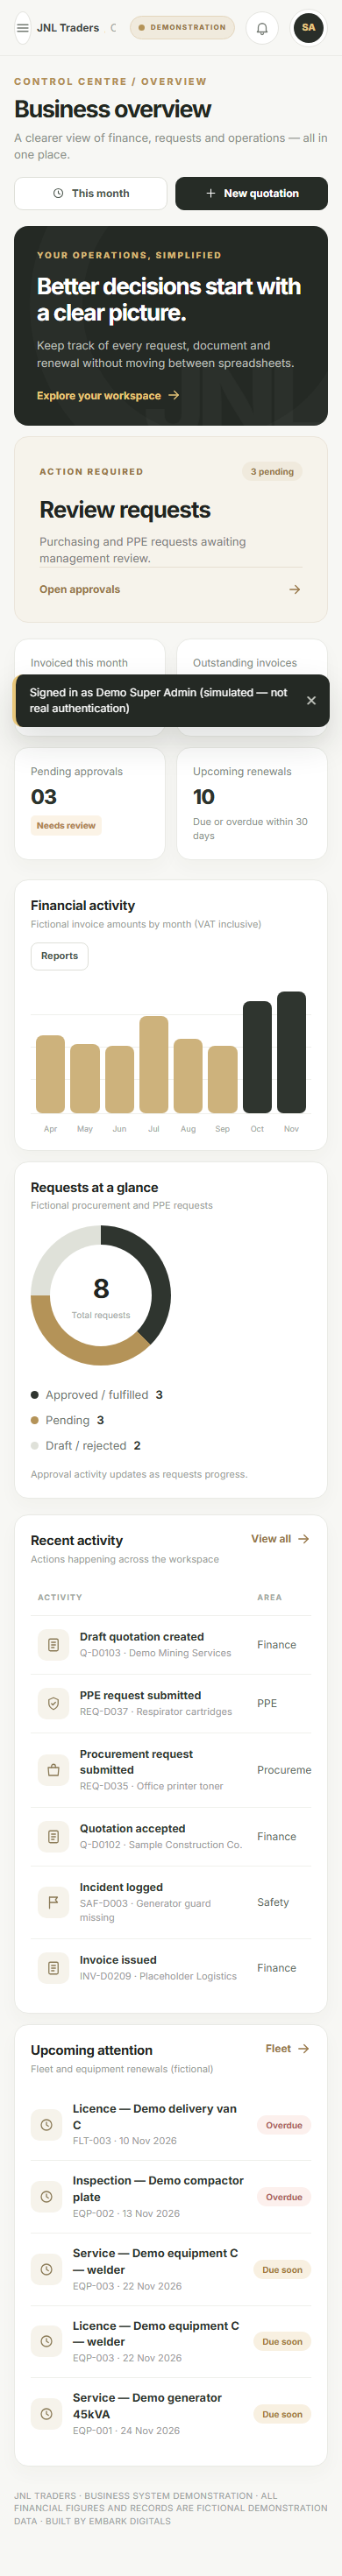 JNL Traders
DEMONSTRATION
SA
CONTROL CENTRE / OVERVIEW
Business overview
A clearer view of finance, requests and operations — all in
one place.
This month
New quotation
YOUR OPERATIONS, SIMPLIFIED
Better decisions start with
a clear picture.
Keep track of every request, document and
renewal without moving between spreadsheets.
Explore your workspace
JNL
ACTION REQUIRED
3 pending
Review requests
Purchasing and PPE requests awaiting
management review.
Open approvals
Invoiced this month
Outstanding invoices
Signed in as Demo Super Admin (simulated — not
real authentication)
Pending approvals
03
Needs review
Upcoming renewals
10
Due or overdue within 30
days
Financial activity
Fictional invoice amounts by month (VAT inclusive)
Reports
Apr May Jun Jul Aug Sep Oct Nov
Requests at a glance
Fictional procurement and PPE requests
8
Total requests
Approved / fulfilled 3
Pending 3
Draft / rejected 2
Approval activity updates as requests progress.
Recent activity
View all
Actions happening across the workspace
ACTIVITY AREA
Draft quotation created
Q-D0103 · Demo Mining Services
Finance
PPE request submitted
REQ-D037 · Respirator cartridges
PPE
Procurement request
submitted
REQ-D035 · Office printer toner
Procureme
Quotation accepted
Q-D0102 · Sample Construction Co.
Finance
Incident logged
SAF-D003 · Generator guard
missing
Safety
Invoice issued
INV-D0209 · Placeholder Logistics
Finance
Upcoming attention
Fleet
Fleet and equipment renewals (fictional)
Licence — Demo delivery van
C
FLT-003 · 10 Nov 2026
Overdue
Inspection — Demo compactor
plate
EQP-002 · 13 Nov 2026
Overdue
Service — Demo equipment C
— welder
EQP-003 · 22 Nov 2026
Due soon
Licence — Demo equipment C
— welder
EQP-003 · 22 Nov 2026
Due soon
Service — Demo generator
45kVA
EQP-001 · 24 Nov 2026
Due soon
JNL TRADERS · BUSINESS SYSTEM DEMONSTRATION · ALL
FINANCIAL FIGURES AND RECORDS ARE FICTIONAL DEMONSTRATION
DATA · BUILT BY EMBARK DIGITALS